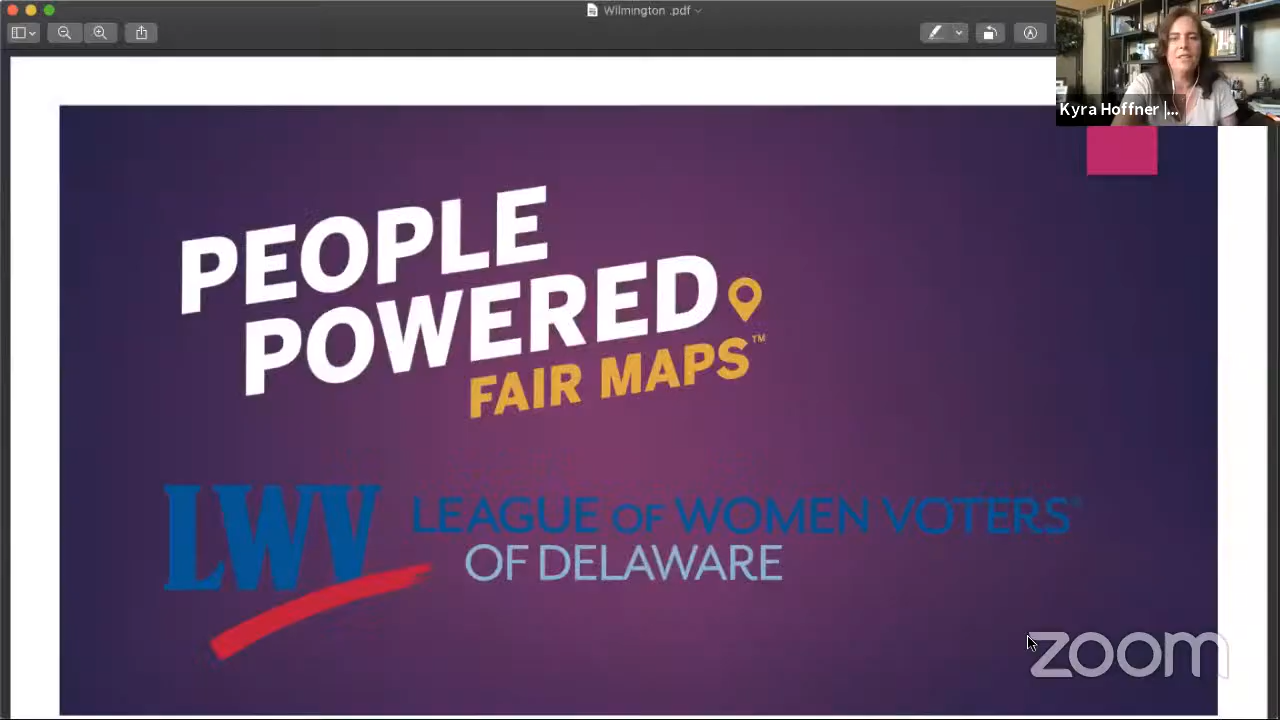 Wilmington .pdf
Kyra Hoffner |...
PEOPLE
POWERED
FAIR MAPS™
LWV LEAGUE OF WOMEN VOTERS®
OF DELAWARE
zoom